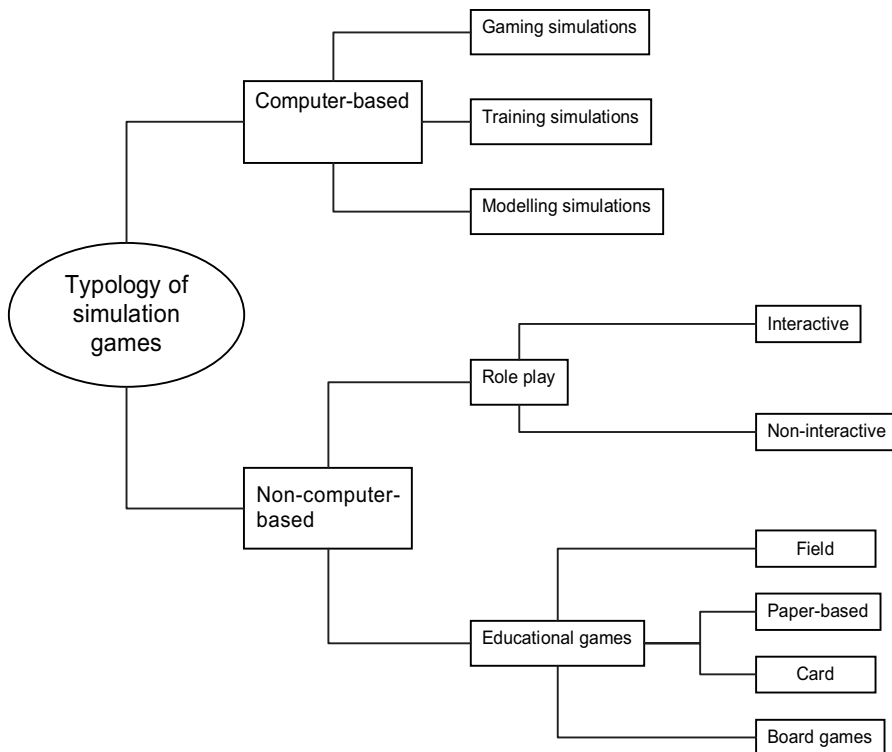 Gaming simulations
Computer-based
Training simulations
Modelling simulations
Typology of
simulation
games
Interactive
Role play
Non-interactive
Non-computer-
based
Field
Paper-based
Educational games
Card
Board games